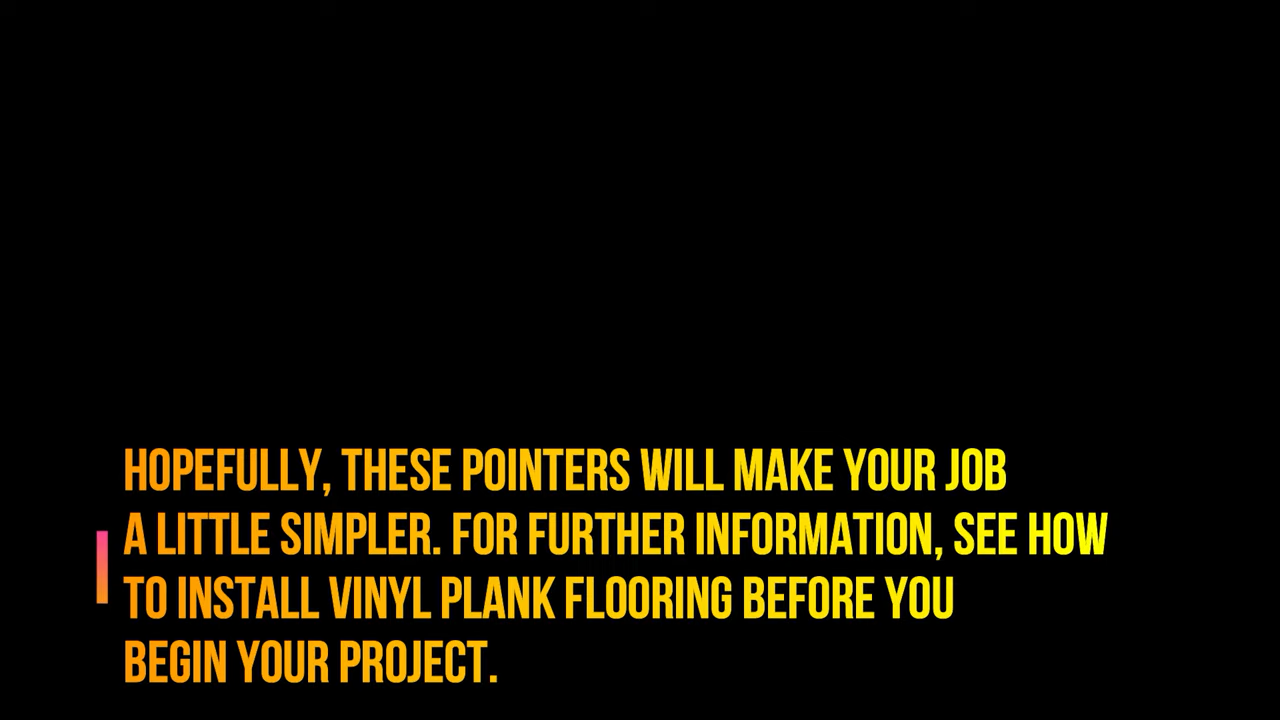 HOPEFULLY, THESE POINTERS WILL MAKE YOUR JOB
A LITTLE SIMPLER. FOR FURTHER INFORMATION, SEE HOW
TO INSTALL VINYL PLANK FLOORING BEFORE YOU
BEGIN YOUR PROJECT.